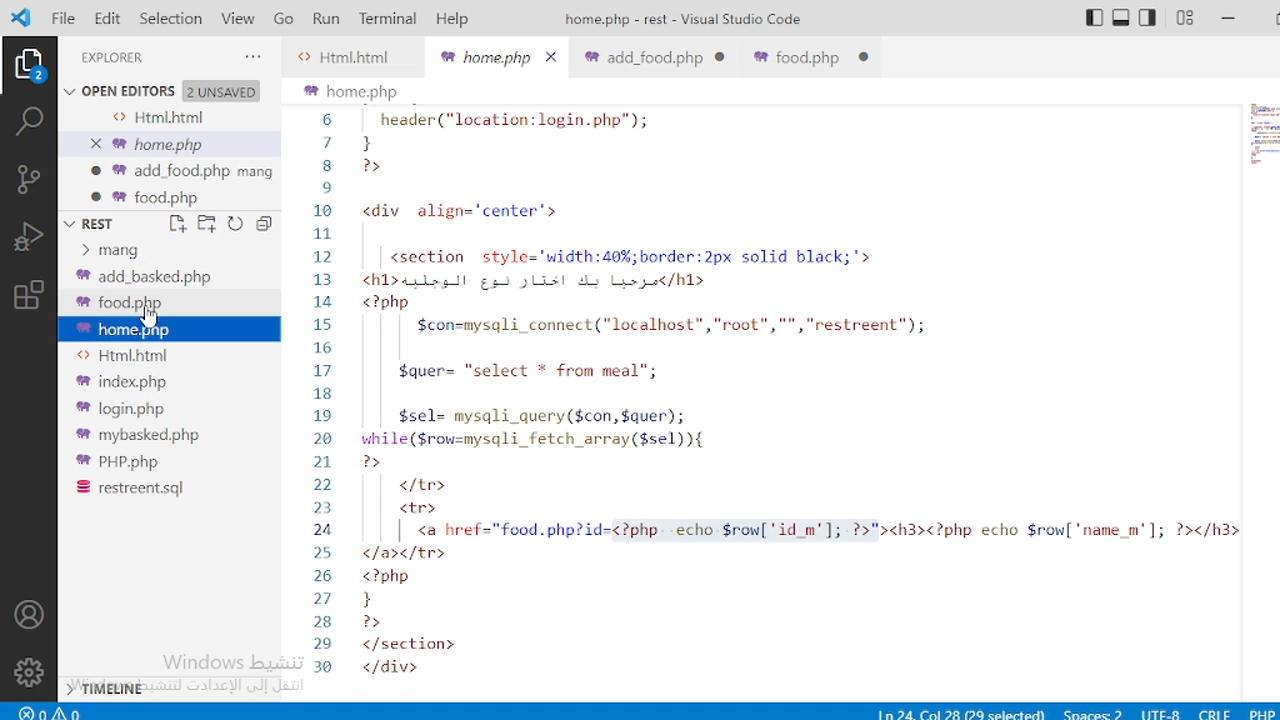 File Edit Selection View Go Run Terminal Help home.php - rest - Visual Studio Code
EXPLORER
2
OPEN EDITORS 2 UNSAVED
Html.html
home.php
add_food.php mang
food.php
REST
mang
add_basked.php
food.php
home.php
Html.html
index.php
login.php
mybasked.php
PHP.php
restreent.sql
TIMELINE
Html.html home.php add_food.php food.php
home.php
6 header("location:login.php");
7 }
8 ?>
9
10 <div  align='center'>
11
12 <section  style='width:40%;border:2px solid black;'>
13 <h1>مرحبا بك اختار نوع الوجلبه</h1>
14 <?php
15 $con=mysqli_connect("localhost","root","","restreent");
16
17 $quer= "select * from meal";
18
19 $sel= mysqli_query($con,$quer);
20 while($row=mysqli_fetch_array($sel)){
21 ?>
22 </tr>
23 <tr>
24 <a href="food.php?id=<?php  echo $row['id_m']; ?>"><h3><?php echo $row['name_m']; ?></h3>
25 </a></tr>
26 <?php
27 }
28 ?>
29 </section>
30 </div>
تنشيط Windows
انتقل إلى الإعدادت لتنشيط Windows
0 0 Ln 24, Col 28 (29 selected) Spaces: 2 UTF-8 CRLF PHP